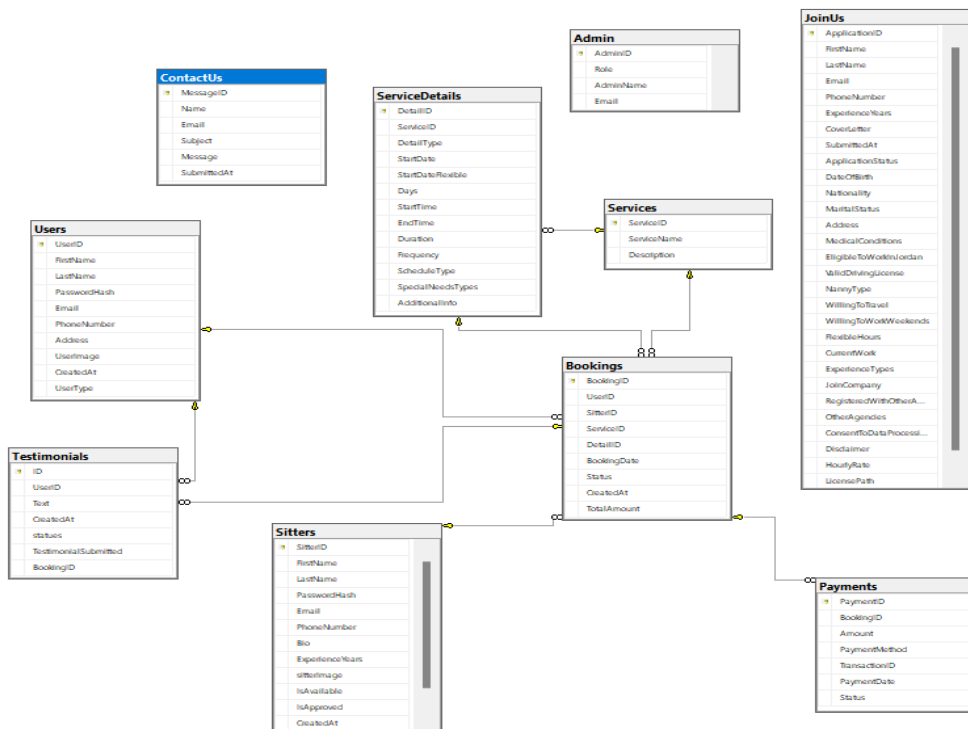 ContactUs
MessageID
Name
Email
Subject
Message
SubmittedAt
ServiceDetails
DetailID
ServiceID
DetailType
StartDate
StartDateFlexible
Days
StartTime
EndTime
Duration
Frequency
ScheduleType
SpecialNeedsTypes
AdditionalInfo
Admin
AdminID
Role
AdminName
Email
JoinUs
ApplicationID
FirstName
LastName
Email
PhoneNumber
ExperienceYears
CoverLetter
SubmittedAt
ApplicationStatus
DateOfBirth
Nationality
MaritalStatus
Address
MedicalConditions
EligibleToWorkInJordan
ValidDrivingLicense
NannyType
WillingToTravel
WillingToWorkWeekends
FlexibleHours
CurrentWork
ExperienceTypes
JoinCompany
RegisteredWithOtherA...
OtherAgencies
ConsentToDataProcessi...
Disclaimer
HourlyRate
LicensePath
Services
ServiceID
ServiceName
Description
Users
UserID
FirstName
LastName
PasswordHash
Email
PhoneNumber
Address
UserImage
CreatedAt
UserType
Bookings
BookingID
UserID
SitterID
ServiceID
DetailID
BookingDate
Status
CreatedAt
TotalAmount
Testimonials
ID
UserID
Text
CreatedAt
statues
TestimonialSubmitted
BookingID
Sitters
SitterID
FirstName
LastName
PasswordHash
Email
PhoneNumber
Bio
ExperienceYears
sitterImage
IsAvailable
IsApproved
CreatedAt
Payments
PaymentID
BookingID
Amount
PaymentMethod
TransactionID
PaymentDate
Status